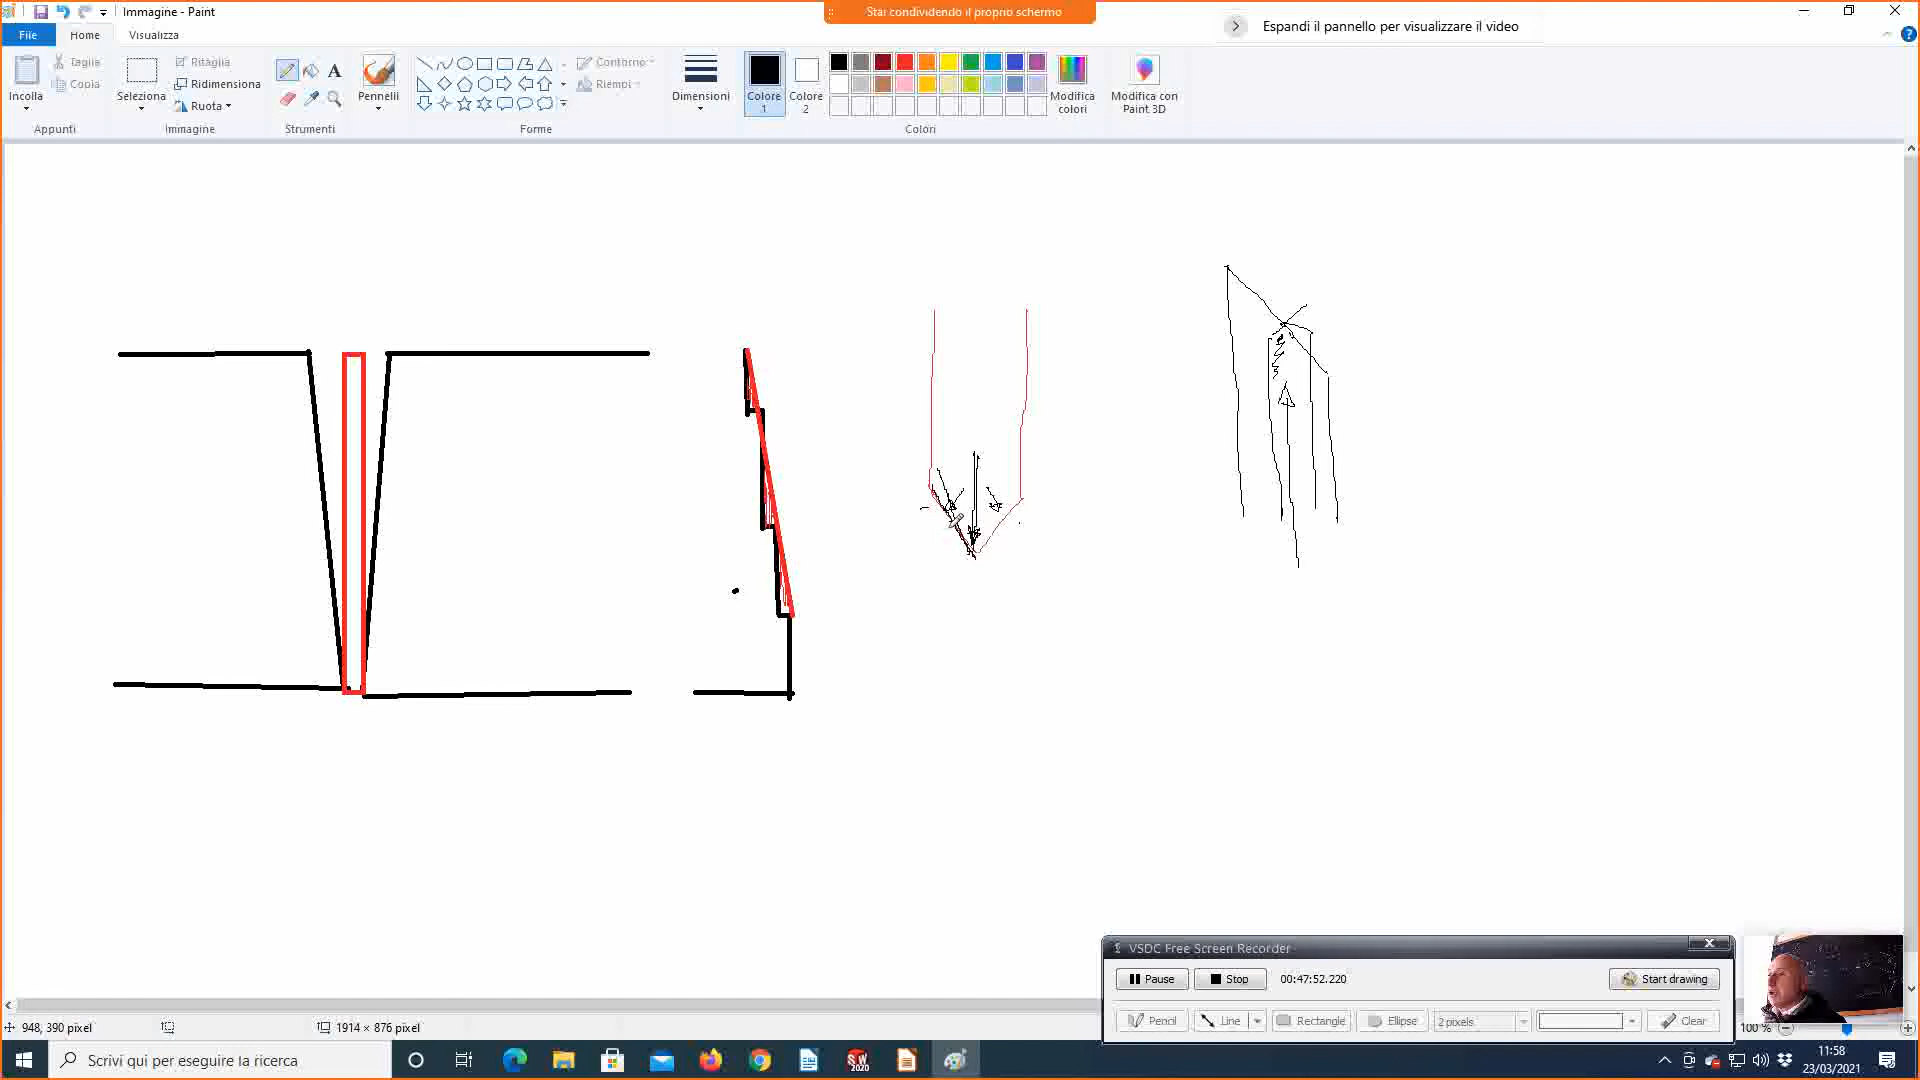 Immagine - Paint
Stai condividendo il proprio schermo
Espandi il pannello per visualizzare il video
File
Home
Visualizza
Incolla
Taglia
Copia
Appunti
Seleziona
Ritaglia
Ridimensiona
Ruota
Immagine
A
Strumenti
Pennelli
Contorno
Riempi
Forme
Dimensioni
Colore 1
Colore 2
Modifica colori
Colori
Modifica con Paint 3D
VSDC Free Screen Recorder
Pause
Stop
00:47:52.220
Start drawing
Pencil
Line
Rectangle
Ellipse
2 pixels
Clear
948, 390 pixel
1914 × 876 pixel
100 %
Scrivi qui per eseguire la ricerca
SW 2020
11:58
23/03/2021